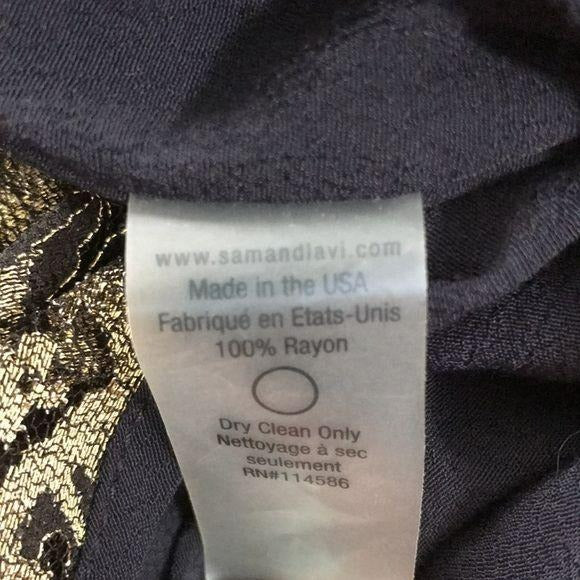 www.samandlavi.com
Made in the USA
Fabriqué en Etats-Unis
100% Rayon
Dry Clean Only
Nettoyage à sec
seulement
RN#114586